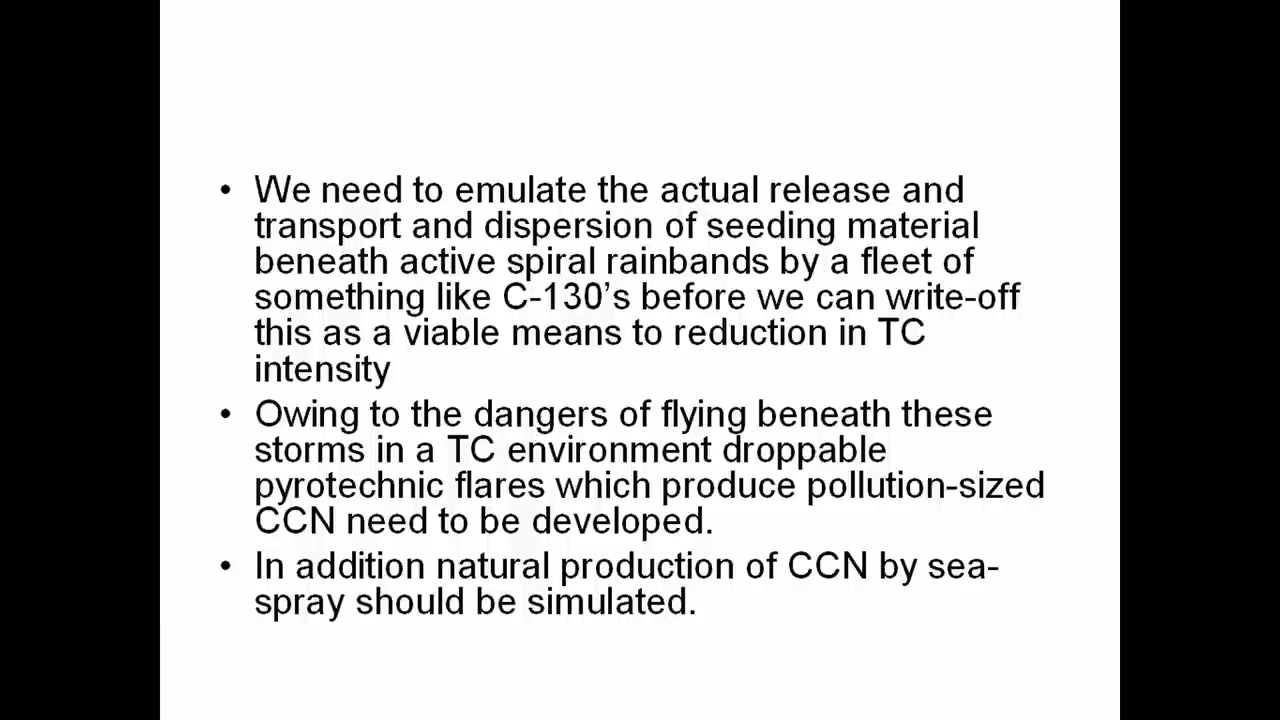 • We need to emulate the actual release and
transport and dispersion of seeding material
beneath active spiral rainbands by a fleet of
something like C-130’s before we can write-off
this as a viable means to reduction in TC
intensity
• Owing to the dangers of flying beneath these
storms in a TC environment droppable
pyrotechnic flares which produce pollution-sized
CCN need to be developed.
• In addition natural production of CCN by sea-
spray should be simulated.